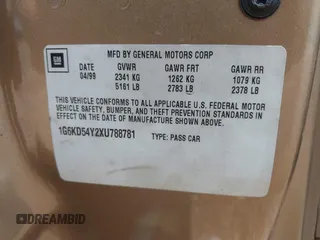 GM
MFD BY GENERAL MOTORS CORP
DATE GVWR GAWR FRT GAWR RR
04/99 2341 KG 1262 KG 1079 KG
5161 LB 2783 LB 2378 LB
THIS VEHICLE CONFORMS TO ALL APPLICABLE U.S. FEDERAL MOTOR
VEHICLE SAFETY, BUMPER, AND THEFT PREVENTION STANDARDS IN
EFFECT ON THE DATE OF MANUFACTURE SHOWN ABOVE.
1G6KD54Y2XU788781 TYPE: PASS CAR
DREAMBID